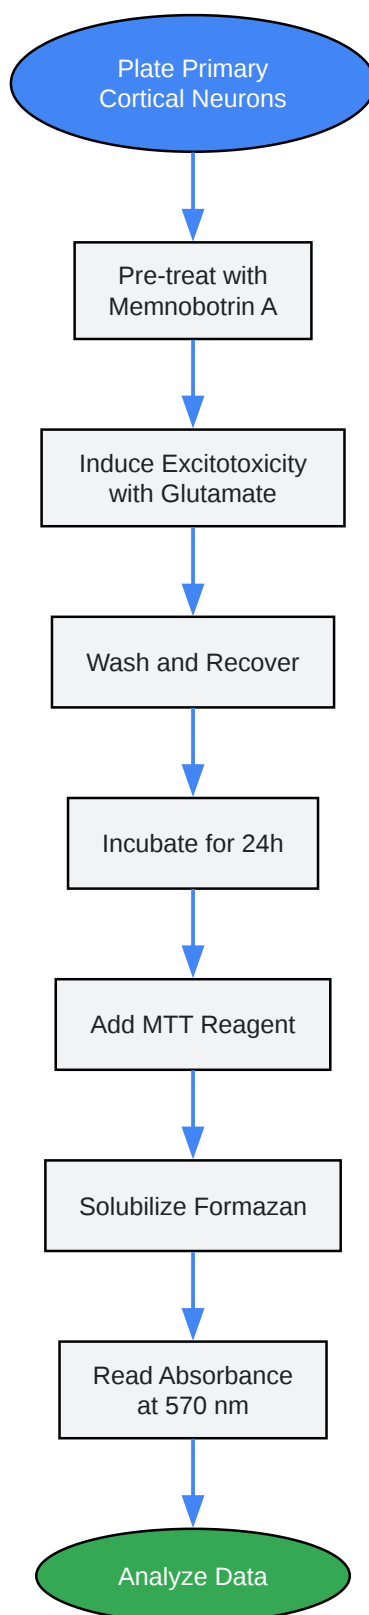 Plate Primary
Cortical Neurons
Pre-treat with
Memnobotrin A
Induce Excitotoxicity
with Glutamate
Wash and Recover
Incubate for 24h
Add MTT Reagent
Solubilize Formazan
Read Absorbance
at 570 nm
Analyze Data